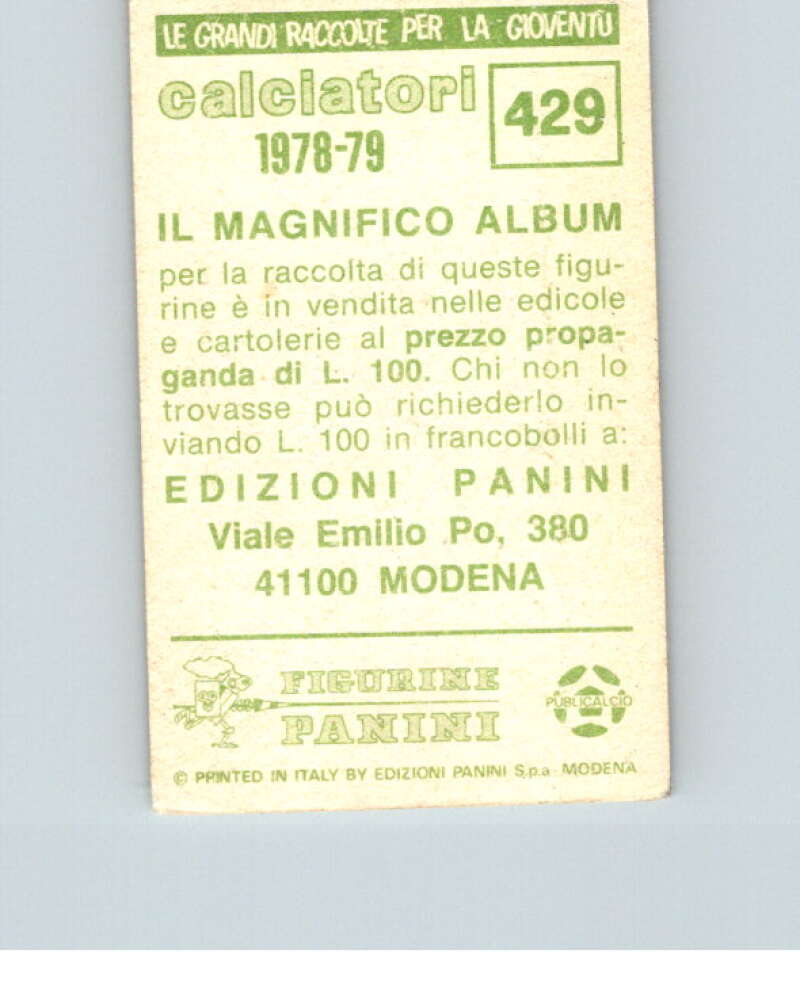 LE GRANDI RACCOLTE PER LA GIOVENTÙ
calciatori
429
1978-79
IL MAGNIFICO ALBUM
per la raccolta di queste figu-
rine è in vendita nelle edicole
e cartolerie al prezzo propa-
ganda di L. 100. Chi non lo
trovasse può richiederlo in-
viando L. 100 in francobolli a:
EDIZIONI PANINI
Viale Emilio Po, 380
41100 MODENA
FIGURINE
PANINI
PUBLICALCIO
© PRINTED IN ITALY BY EDIZIONI PANINI S.p.a. MODENA